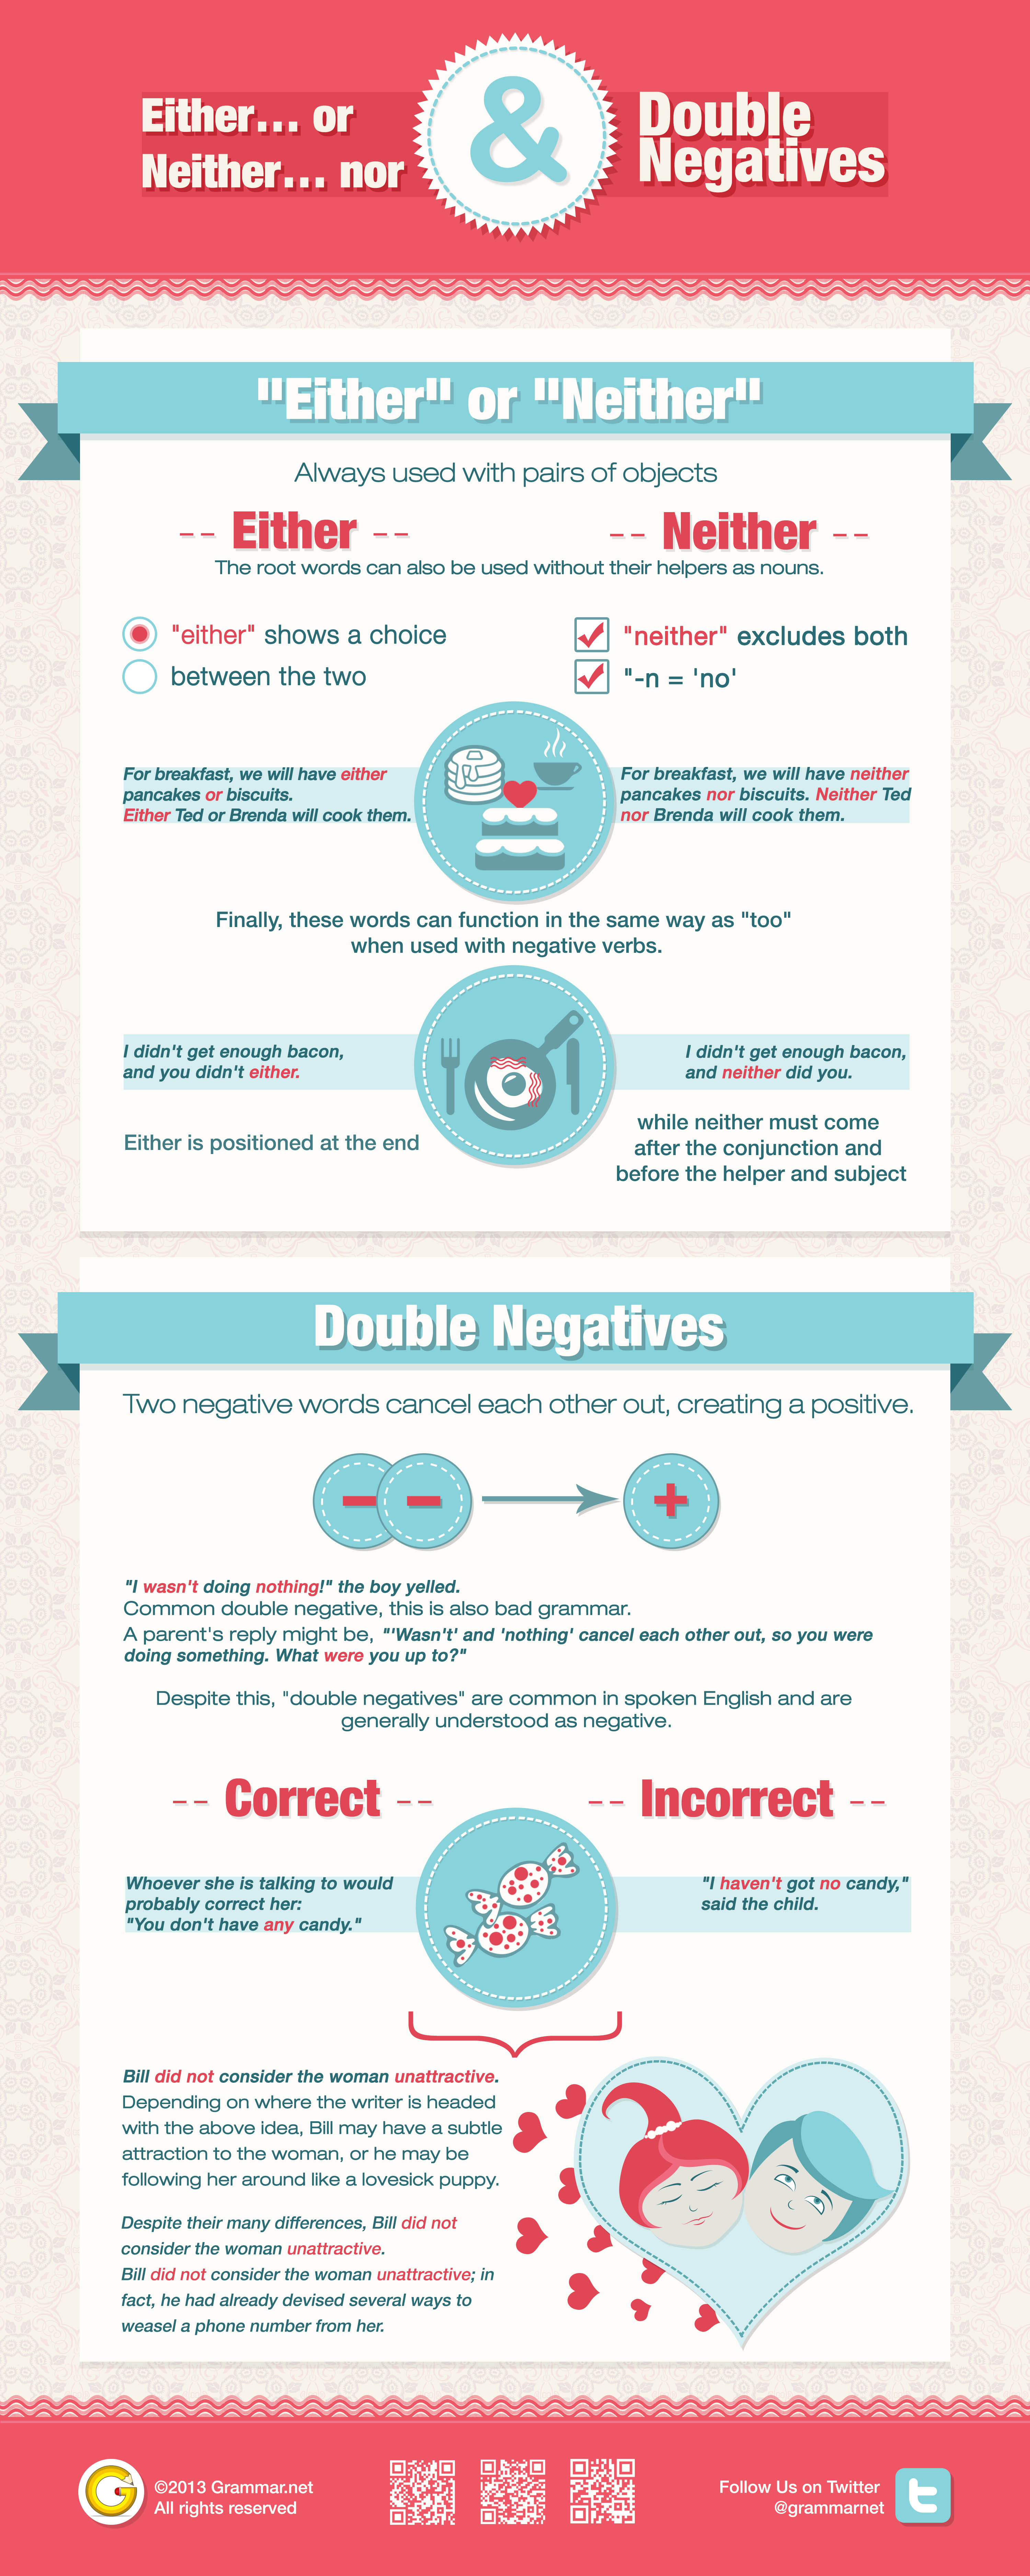 Either... or
Neither... nor
&
Double
Negatives
"Either" or "Neither"
Always used with pairs of objects
-- Either --
-- Neither --
The root words can also be used without their helpers as nouns.
"either" shows a choice
between the two
"neither" excludes both
"-n = 'no'
For breakfast, we will have either
pancakes or biscuits.
Either Ted or Brenda will cook them.
For breakfast, we will have neither
pancakes nor biscuits. Neither Ted
nor Brenda will cook them.
Finally, these words can function in the same way as "too"
when used with negative verbs.
I didn't get enough bacon,
and you didn't either.
I didn't get enough bacon,
and neither did you.
Either is positioned at the end
while neither must come
after the conjunction and
before the helper and subject
Double Negatives
Two negative words cancel each other out, creating a positive.
"I wasn't doing nothing!" the boy yelled.
Common double negative, this is also bad grammar.
A parent's reply might be, "'Wasn't' and 'nothing' cancel each other out, so you were
doing something. What were you up to?"
Despite this, "double negatives" are common in spoken English and are
generally understood as negative.
-- Correct --
-- Incorrect --
Whoever she is talking to would
probably correct her:
"You don't have any candy."
"I haven't got no candy,"
said the child.
Bill did not consider the woman unattractive.
Depending on where the writer is headed
with the above idea, Bill may have a subtle
attraction to the woman, or he may be
following her around like a lovesick puppy.
Despite their many differences, Bill did not
consider the woman unattractive.
Bill did not consider the woman unattractive; in
fact, he had already devised several ways to
weasel a phone number from her.
©2013 Grammar.net
All rights reserved
Follow Us on Twitter
@grammarnet